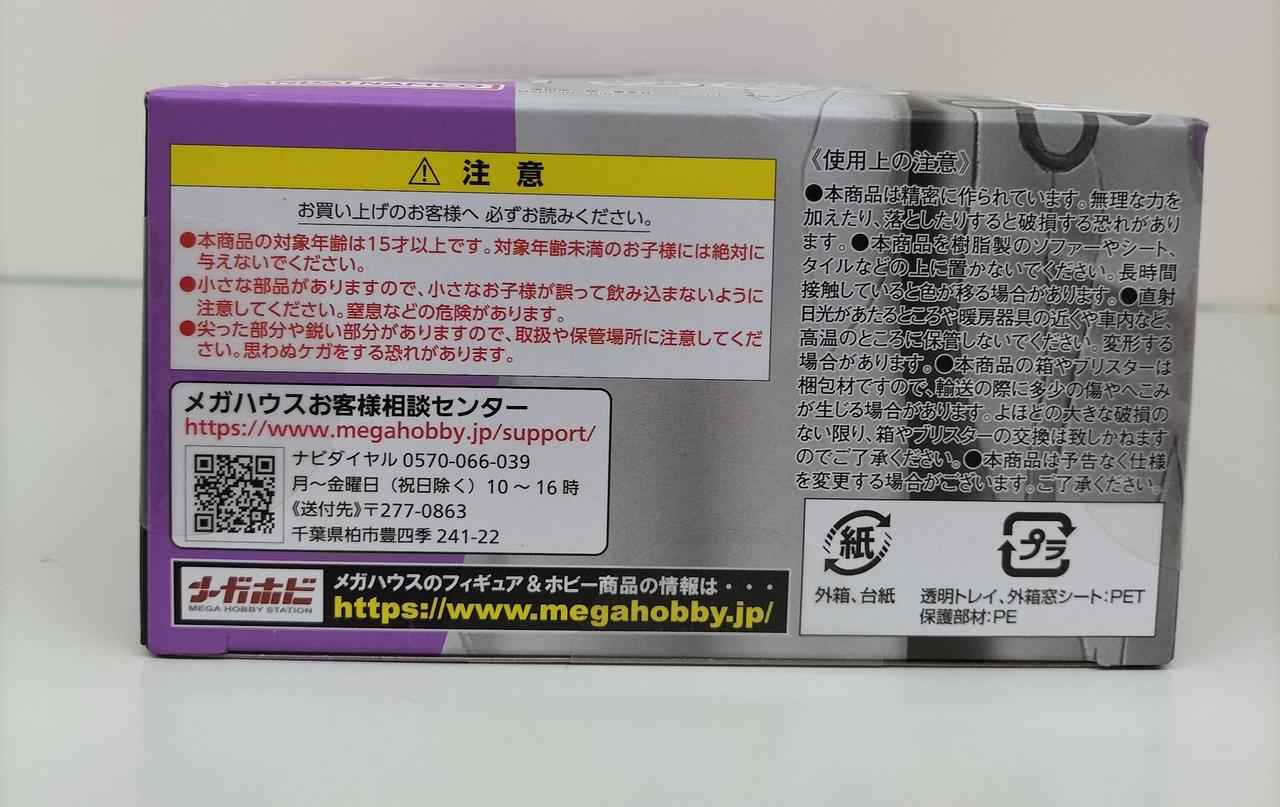 注 意
お買い上げのお客様へ 必ずお読みください。
●本商品の対象年齢は15才以上です。対象年齢未満のお子様には絶対に
与えないでください。
●小さな部品がありますので、小さなお子様が誤って飲み込まないように
注意してください。窒息などの危険があります。
●尖った部分や鋭い部分がありますので、取扱や保管場所に注意してくだ
さい。思わぬケガをする恐れがあります。
メガハウスお客様相談センター
https://www.megahobby.jp/support/
ナビダイヤル 0570-066-039
月～金曜日（祝日除く）10～16時
《送付先》〒277-0863
千葉県柏市豊四季 241-22
メガホビ
MEGA HOBBY STATION
メガハウスのフィギュア&ホビー商品の情報は・・・
https://www.megahobby.jp/
《使用上の注意》
●本商品は精密に作られています。無理な力を
加えたり、落としたりすると破損する恐れがあり
ます。●本商品を樹脂製のソファーやシート、
タイルなどの上に置かないでください。長時間
接触していると色が移る場合があります。●直射
日光があたるところや暖房器具の近くや車内など、
高温のところに保管しないでください。変形する
場合があります。●本商品の箱やブリスターは
梱包材ですので、輸送の際に多少の傷やへこみ
が生じる場合があります。よほどの大きな破損の
ない限り、箱やブリスターの交換は致しかねます
のでご了承ください。●本商品は予告なく仕様
を変更する場合がございます。ご了承ください。
紙
プラ
外箱、台紙
透明トレイ、外箱窓シート:PET
保護部材:PE